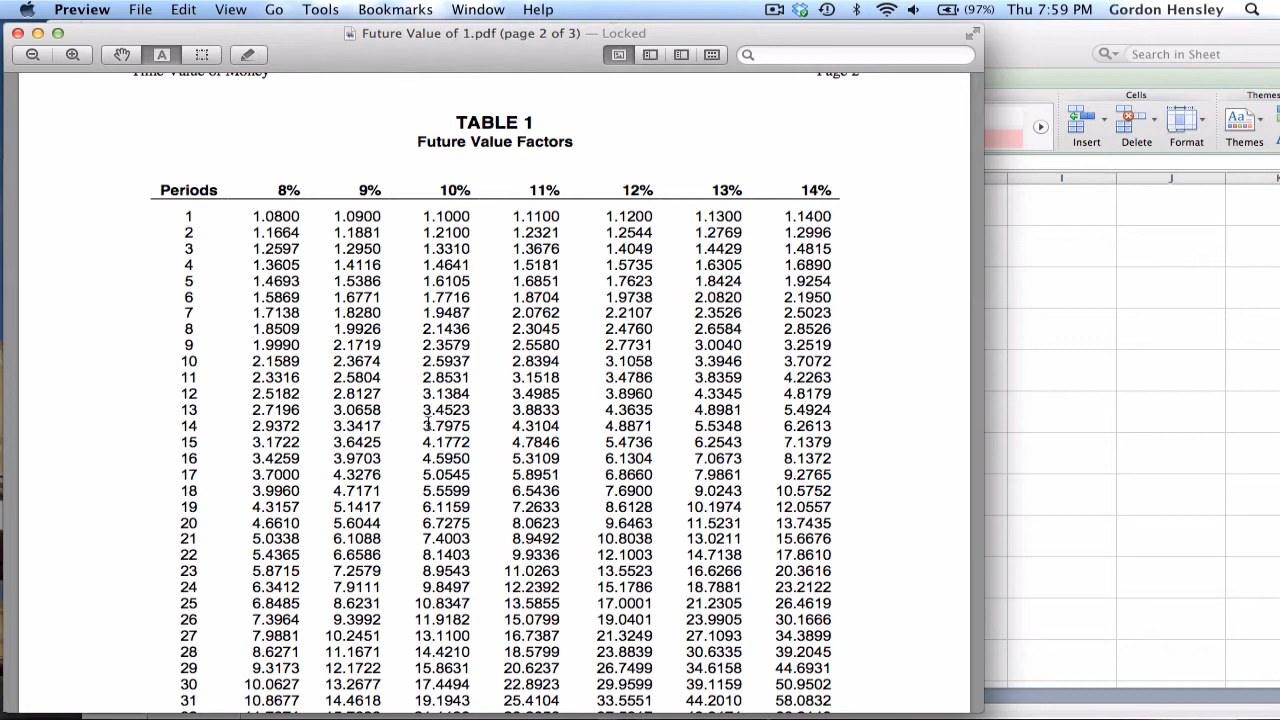 Preview File Edit View Go Tools Bookmarks Window Help (97%) Thu 7:59 PM Gordon Hensley
Future Value of 1.pdf (page 2 of 3) — Locked
Search in Sheet
Time Value of Money Page 2
Cells Themes
Insert Delete Format Themes
I J
TABLE 1
Future Value Factors
Periods 8% 9% 10% 11% 12% 13% 14%
1 1.0800 1.0900 1.1000 1.1100 1.1200 1.1300 1.1400
2 1.1664 1.1881 1.2100 1.2321 1.2544 1.2769 1.2996
3 1.2597 1.2950 1.3310 1.3676 1.4049 1.4429 1.4815
4 1.3605 1.4116 1.4641 1.5181 1.5735 1.6305 1.6890
5 1.4693 1.5386 1.6105 1.6851 1.7623 1.8424 1.9254
6 1.5869 1.6771 1.7716 1.8704 1.9738 2.0820 2.1950
7 1.7138 1.8280 1.9487 2.0762 2.2107 2.3526 2.5023
8 1.8509 1.9926 2.1436 2.3045 2.4760 2.6584 2.8526
9 1.9990 2.1719 2.3579 2.5580 2.7731 3.0040 3.2519
10 2.1589 2.3674 2.5937 2.8394 3.1058 3.3946 3.7072
11 2.3316 2.5804 2.8531 3.1518 3.4786 3.8359 4.2263
12 2.5182 2.8127 3.1384 3.4985 3.8960 4.3345 4.8179
13 2.7196 3.0658 3.4523 3.8833 4.3635 4.8981 5.4924
14 2.9372 3.3417 3.7975 4.3104 4.8871 5.5348 6.2613
15 3.1722 3.6425 4.1772 4.7846 5.4736 6.2543 7.1379
16 3.4259 3.9703 4.5950 5.3109 6.1304 7.0673 8.1372
17 3.7000 4.3276 5.0545 5.8951 6.8660 7.9861 9.2765
18 3.9960 4.7171 5.5599 6.5436 7.6900 9.0243 10.5752
19 4.3157 5.1417 6.1159 7.2633 8.6128 10.1974 12.0557
20 4.6610 5.6044 6.7275 8.0623 9.6463 11.5231 13.7435
21 5.0338 6.1088 7.4003 8.9492 10.8038 13.0211 15.6676
22 5.4365 6.6586 8.1403 9.9336 12.1003 14.7138 17.8610
23 5.8715 7.2579 8.9543 11.0263 13.5523 16.6266 20.3616
24 6.3412 7.9111 9.8497 12.2392 15.1786 18.7881 23.2122
25 6.8485 8.6231 10.8347 13.5855 17.0001 21.2305 26.4619
26 7.3964 9.3992 11.9182 15.0799 19.0401 23.9905 30.1666
27 7.9881 10.2451 13.1100 16.7387 21.3249 27.1093 34.3899
28 8.6271 11.1671 14.4210 18.5799 23.8839 30.6335 39.2045
29 9.3173 12.1722 15.8631 20.6237 26.7499 34.6158 44.6931
30 10.0627 13.2677 17.4494 22.8923 29.9599 39.1159 50.9502
31 10.8677 14.4618 19.1943 25.4104 33.5551 44.2010 58.0832